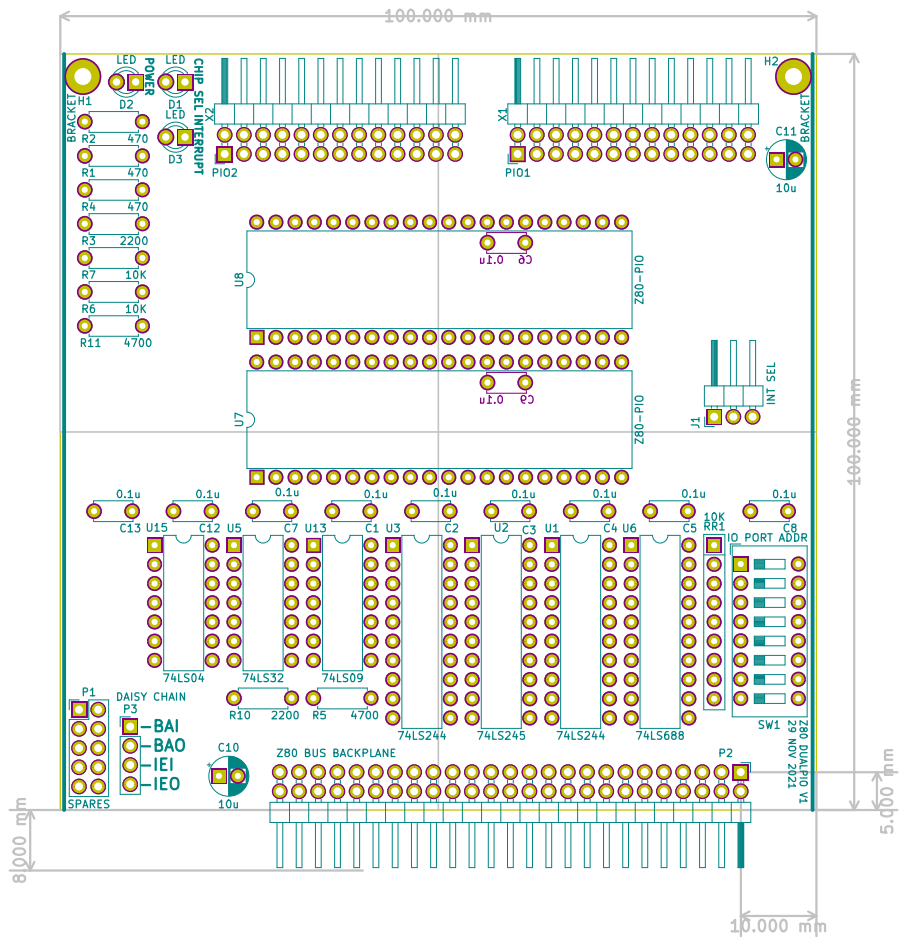 100.000 mm
LED
LED
H2
POWER
CHIP SEL
INTERRUPT
H1
D2
D1
BRACKET
BRACKET
LED
X2
X1
R2
470
D3
C11
PIO2
PIO1
R1
470
10u
R4
470
R3
2200
C6
0.1u
R7
10K
U8
Z80-PIO
R6
10K
R11
4700
INT SEL
C9
0.1u
J1
U7
Z80-PIO
100.000 mm
0.1u
0.1u
0.1u
0.1u
0.1u
0.1u
0.1u
0.1u
0.1u
C13
C12
C7
C1
C2
C3
C4
C5
C8
10K
RR1
U15
U5
U13
U3
U2
U1
U6
IO PORT ADDR
74LS04
74LS32
74LS09
P1
DAISY CHAIN
P3
R10
2200
R5
4700
BAI
BAO
IEI
IEO
74LS244
74LS245
74LS244
74LS688
SW1
C10
Z80 BUS BACKPLANE
P2
Z80 DUALPIO V1
29 NOV 2021
SPARES
10u
5.000 mm
8.000 mm
10.000 mm